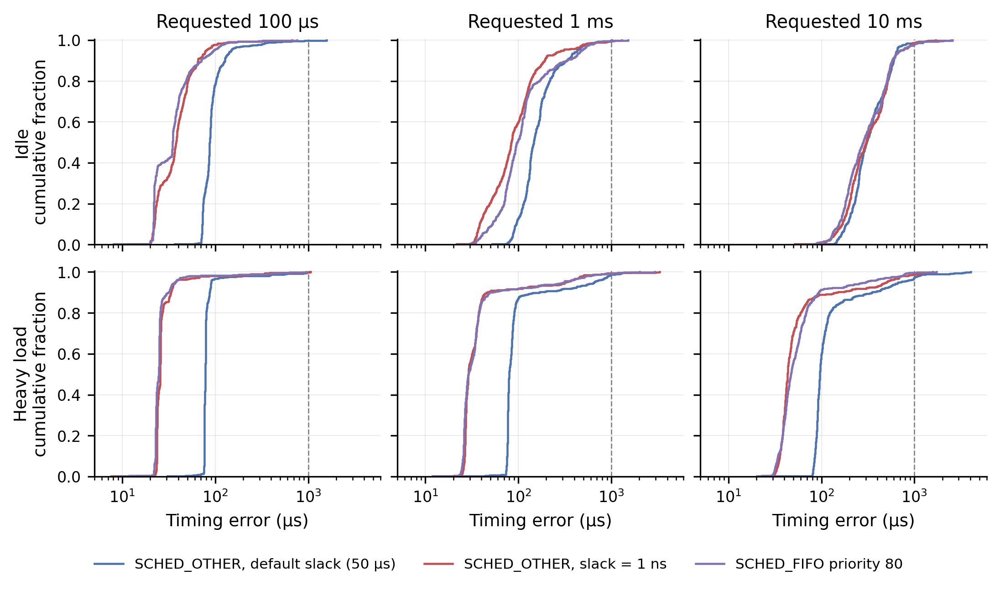 Requested 100 µs
Requested 1 ms
Requested 10 ms
Idle
cumulative fraction
1.0
0.8
0.6
0.4
0.2
0.0
Heavy load
cumulative fraction
1.0
0.8
0.6
0.4
0.2
0.0
10¹ 10² 10³
10¹ 10² 10³
10¹ 10² 10³
Timing error (µs)
Timing error (µs)
Timing error (µs)
SCHED_OTHER, default slack (50 µs)
SCHED_OTHER, slack = 1 ns
SCHED_FIFO priority 80